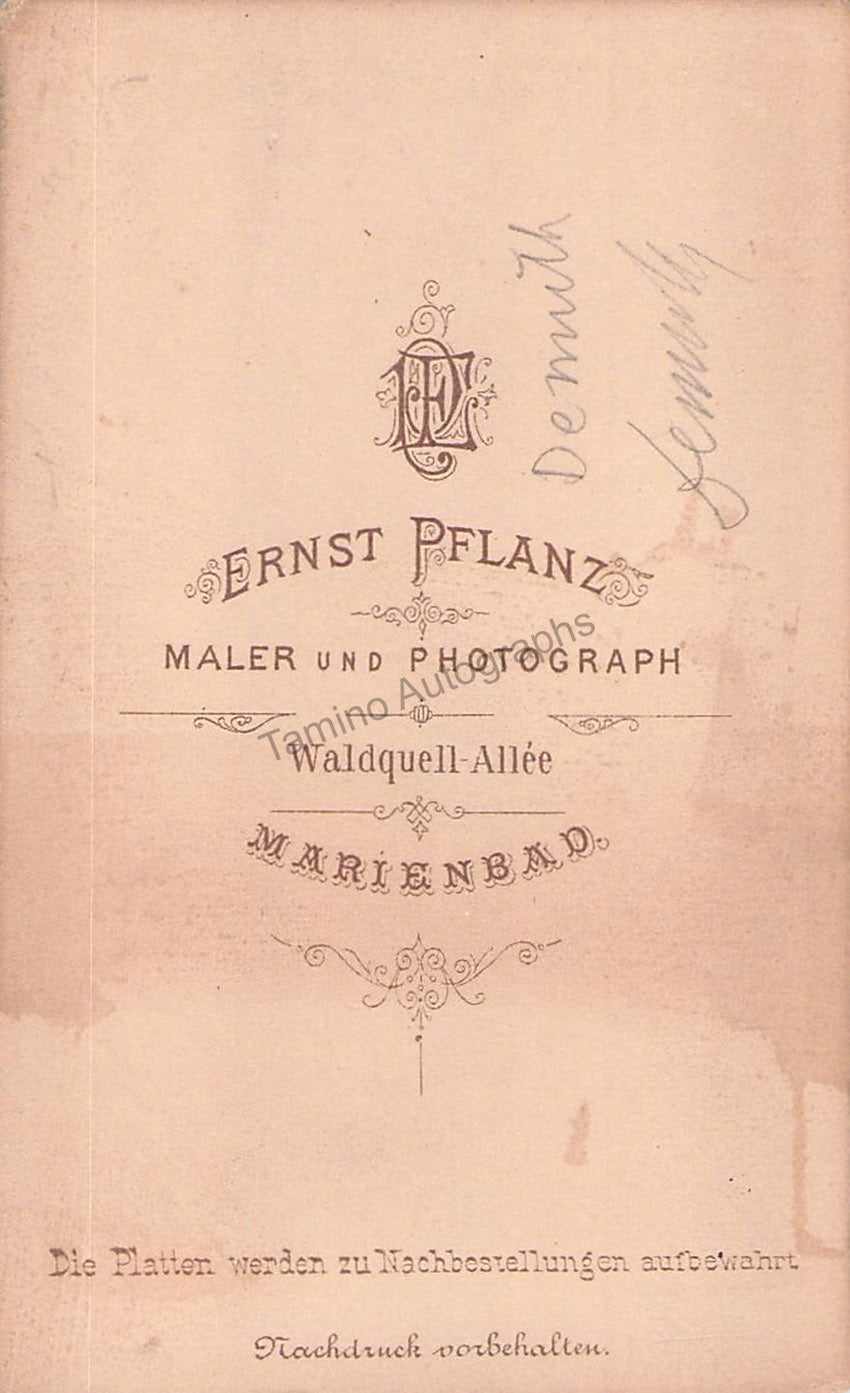 Demuth
Demuth
ERNST PFLANZ
MALER UND PHOTOGRAPH
Tamino Autographs
Waldquell-Allée
MARIENBAD.
Die Platten werden zu Nachbestellungen aufbewahrt
Nachdruck vorbehalten.